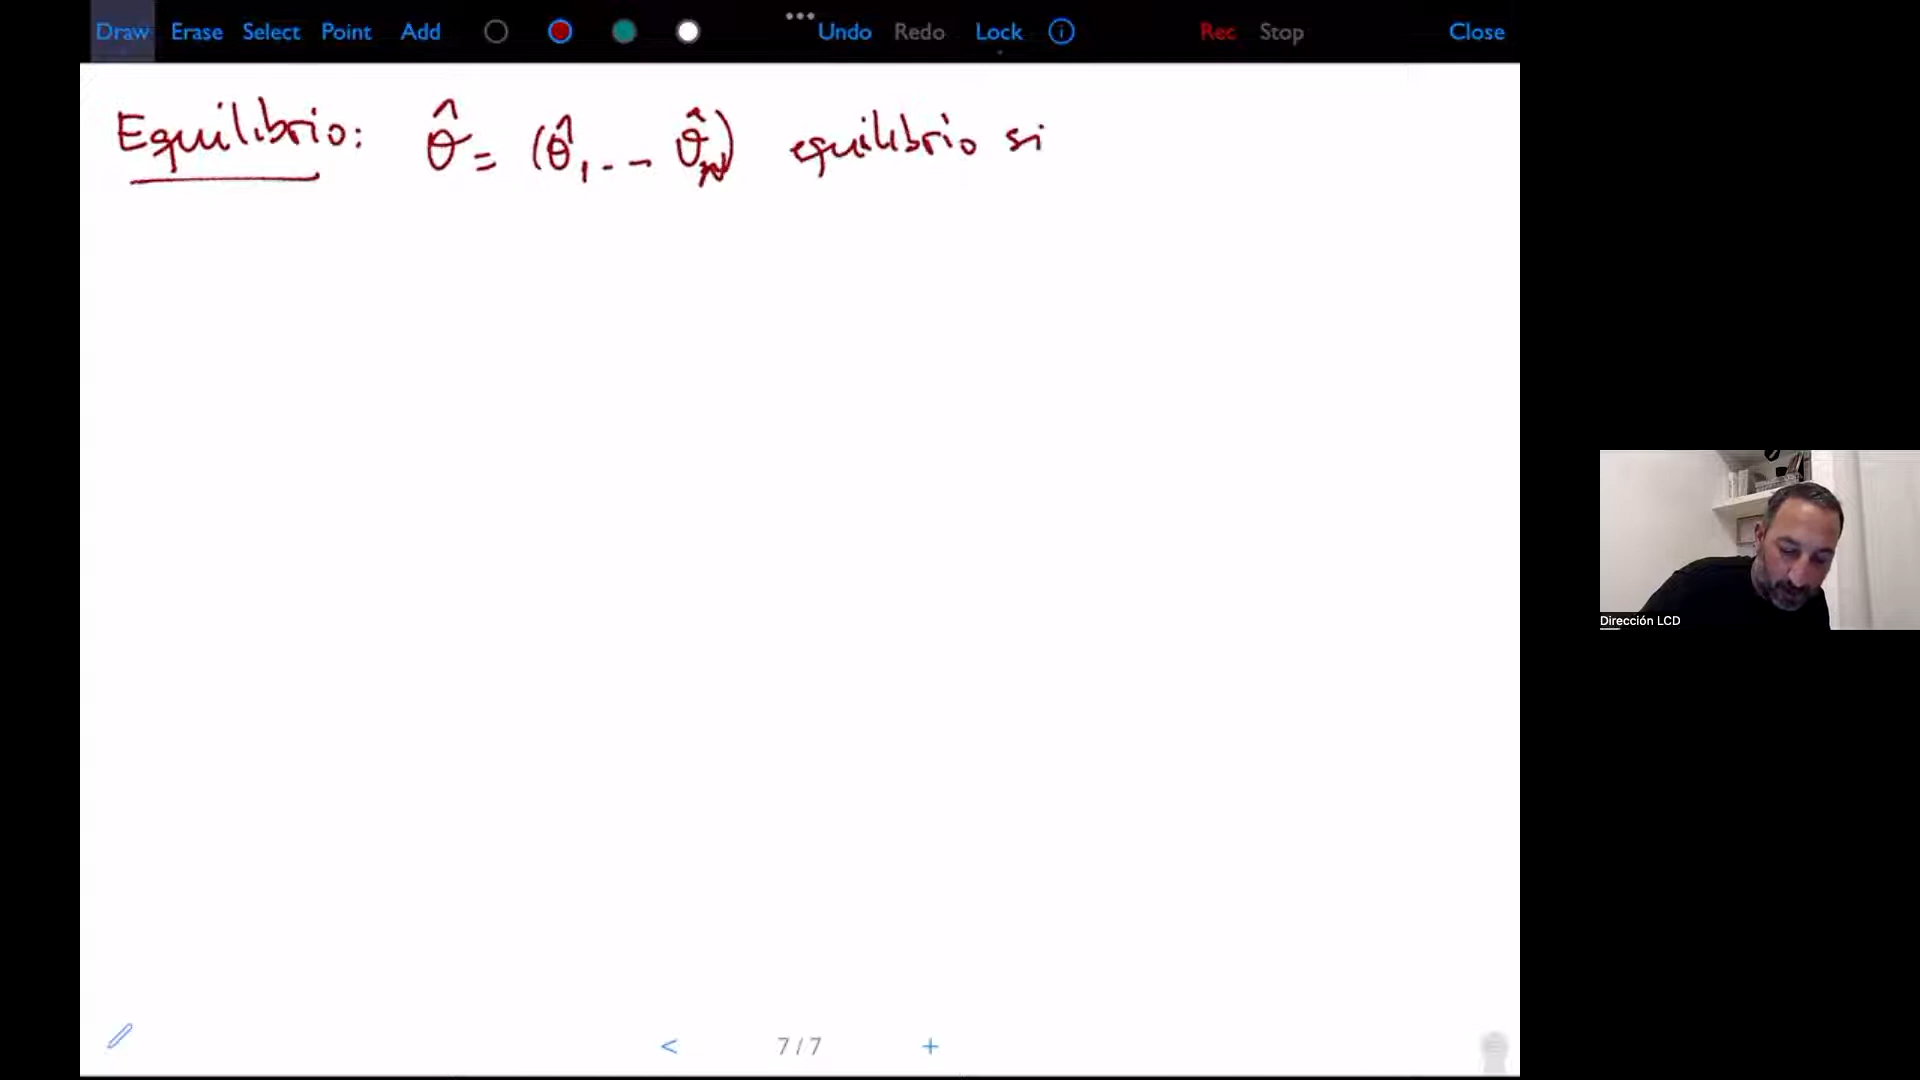 Draw Erase Select Point Add Undo Redo Lock Rec Stop Close
Equilibrio: θ̂ = (θ̂₁ ... θ̂_N) equilibrio si
Dirección LCD
< 7 / 7 +